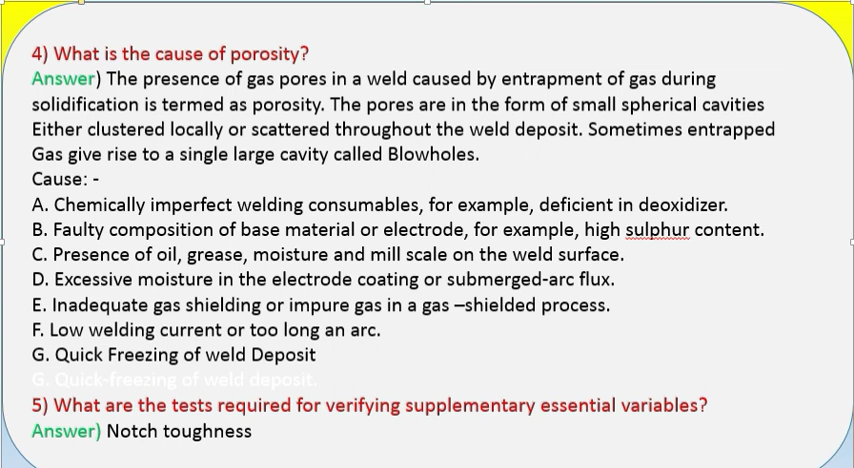 4) What is the cause of porosity?
Answer) The presence of gas pores in a weld caused by entrapment of gas during
solidification is termed as porosity. The pores are in the form of small spherical cavities
Either clustered locally or scattered throughout the weld deposit. Sometimes entrapped
Gas give rise to a single large cavity called Blowholes.
Cause: -
A. Chemically imperfect welding consumables, for example, deficient in deoxidizer.
B. Faulty composition of base material or electrode, for example, high sulphur content.
C. Presence of oil, grease, moisture and mill scale on the weld surface.
D. Excessive moisture in the electrode coating or submerged-arc flux.
E. Inadequate gas shielding or impure gas in a gas –shielded process.
F. Low welding current or too long an arc.
G. Quick Freezing of weld Deposit
G. Quick-freezing of weld deposit.
5) What are the tests required for verifying supplementary essential variables?
Answer) Notch toughness